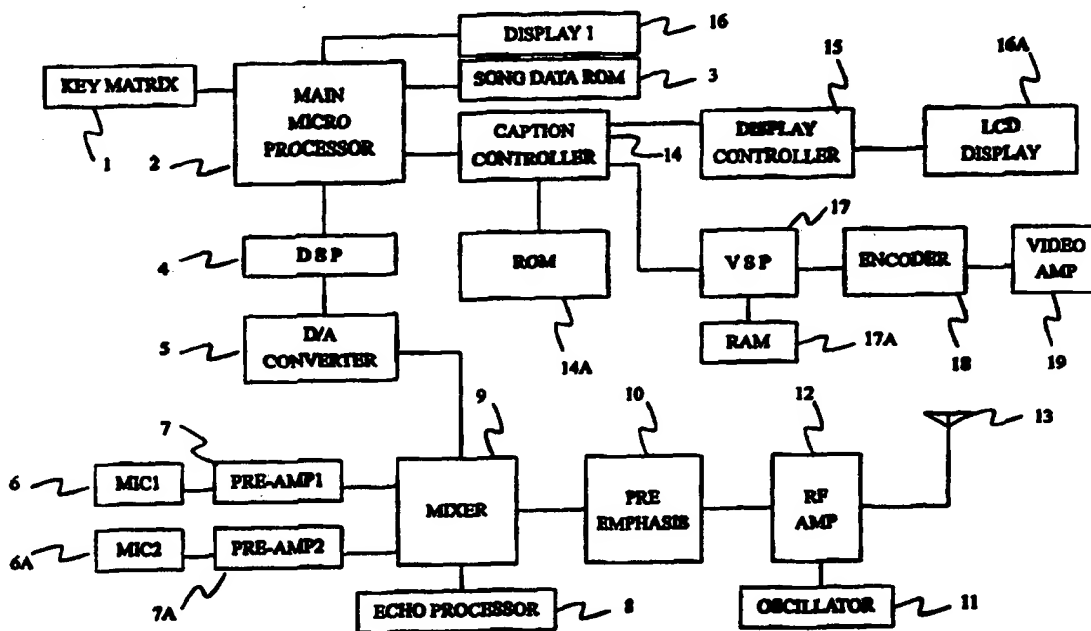 16
DISPLAY 1
15
16A
KEY MATRIX
MAIN
MICRO
PROCESSOR
SONG DATA ROM
3
1
2
CAPTION
CONTROLLER
14
DISPLAY
CONTROLLER
LCD
DISPLAY
4
DSP
ROM
17
VSP
ENCODER
VIDEO
AMP
5
D/A
CONVERTER
14A
RAM
17A
18
19
9
10
12
13
7
6
MIC1
PRE-AMP1
MIXER
PRE
EMPHASIS
RF
AMP
6A
MIC2
PRE-AMP2
7A
ECHO PROCESSOR
8
OSCILLATOR
11